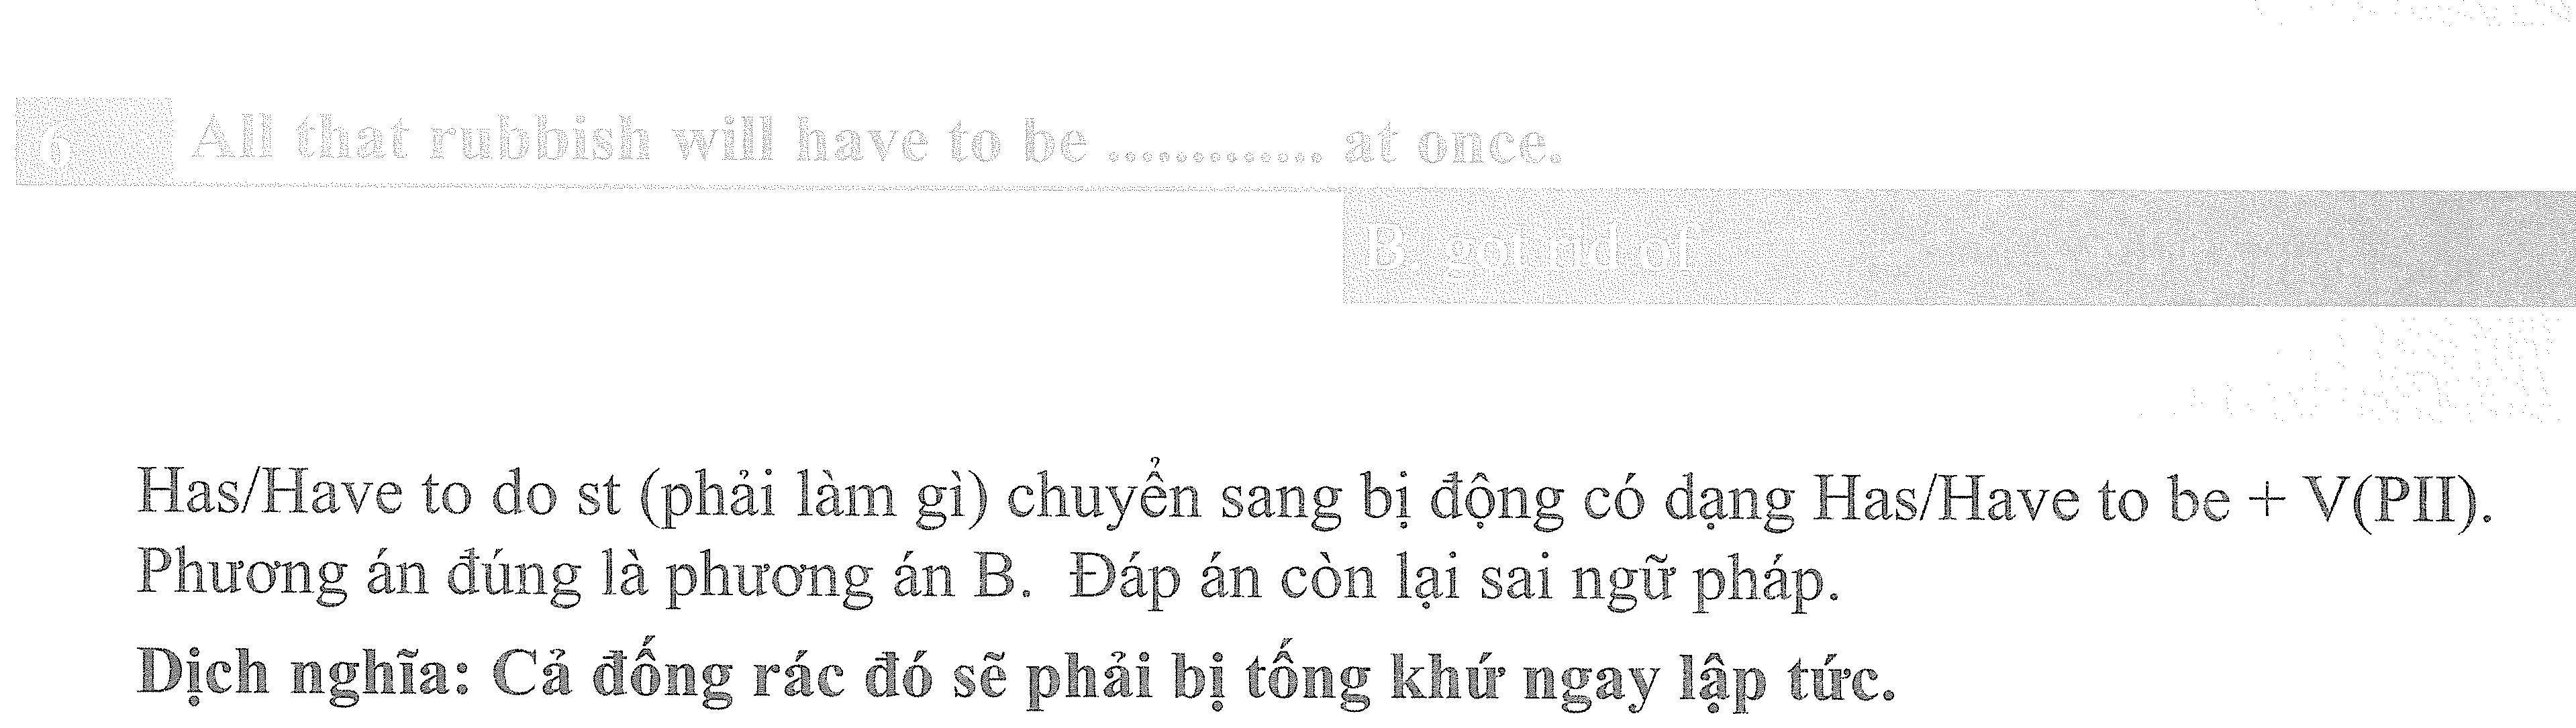 6 All that rubbish will have to be ............. at once.
B. got rid of
Has/Have to do st (phải làm gì) chuyển sang bị động có dạng Has/Have to be + V(PII).
Phương án đúng là phương án B. Đáp án còn lại sai ngữ pháp.
Dịch nghĩa: Cả đống rác đó sẽ phải bị tống khứ ngay lập tức.